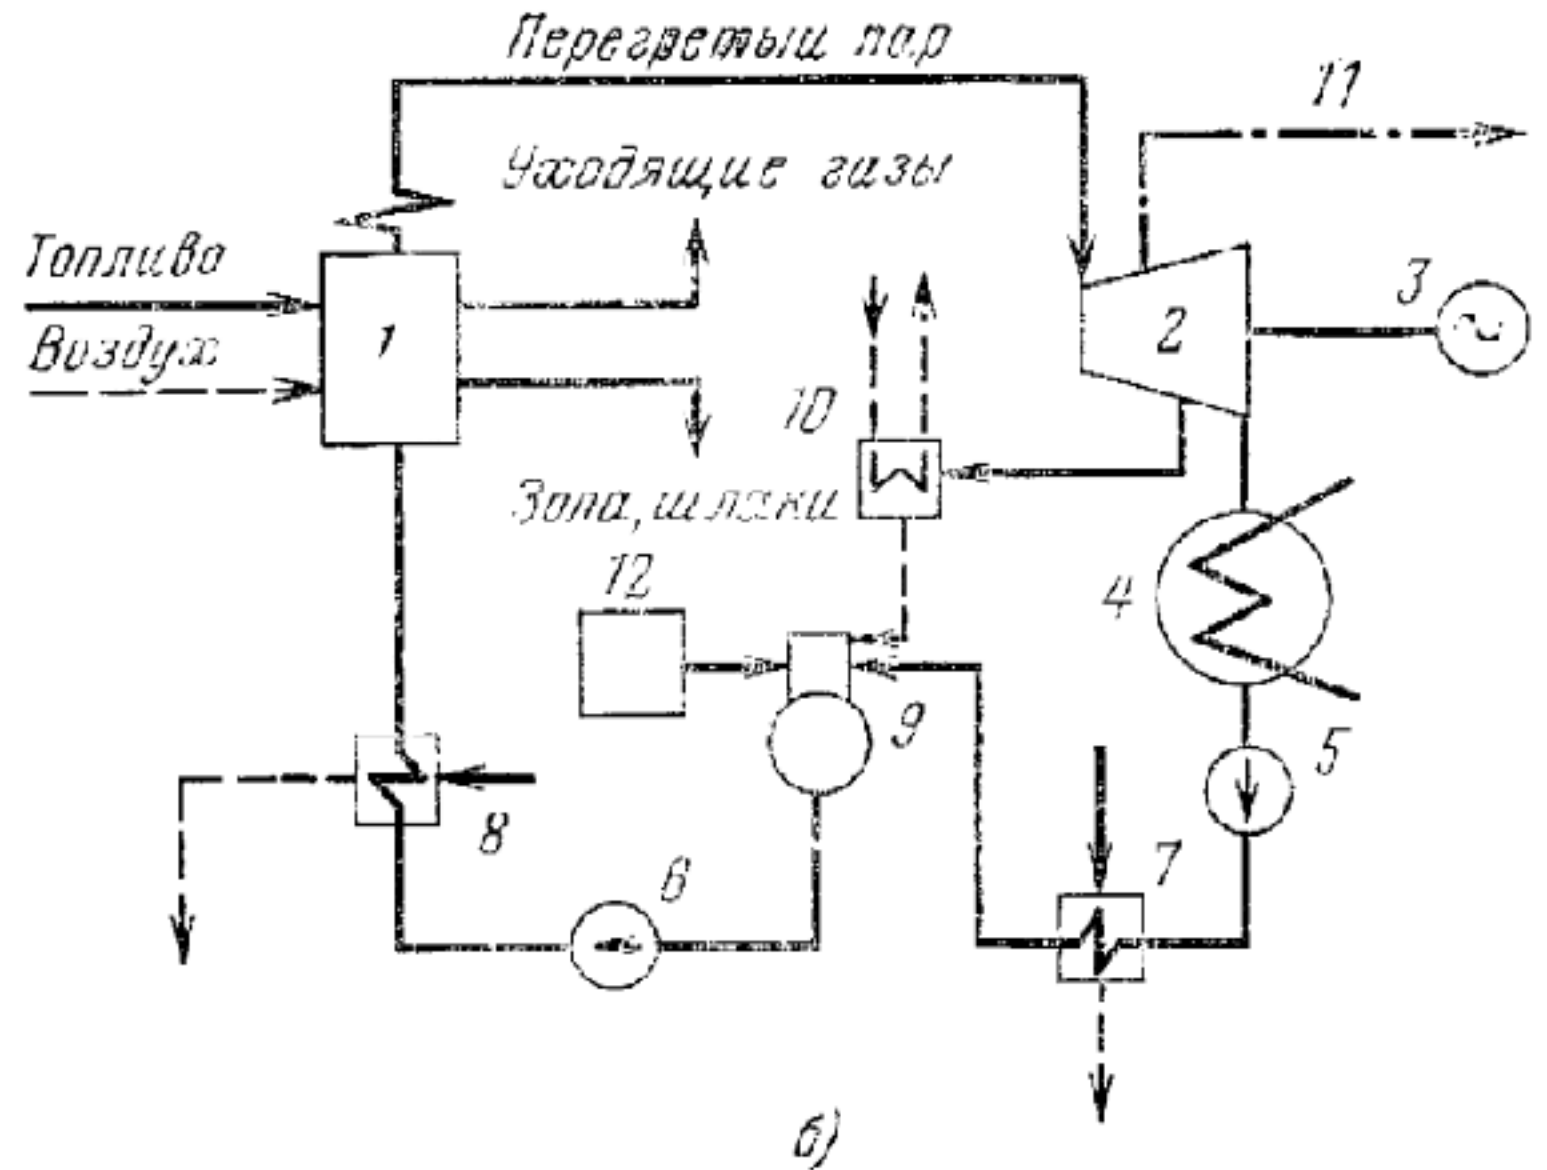 Перегретый пар
11
Уходящие газы
Топливо
3
1
2
Воздух
10
Зола, шлаки
12
4
9
5
8
7
6
б)